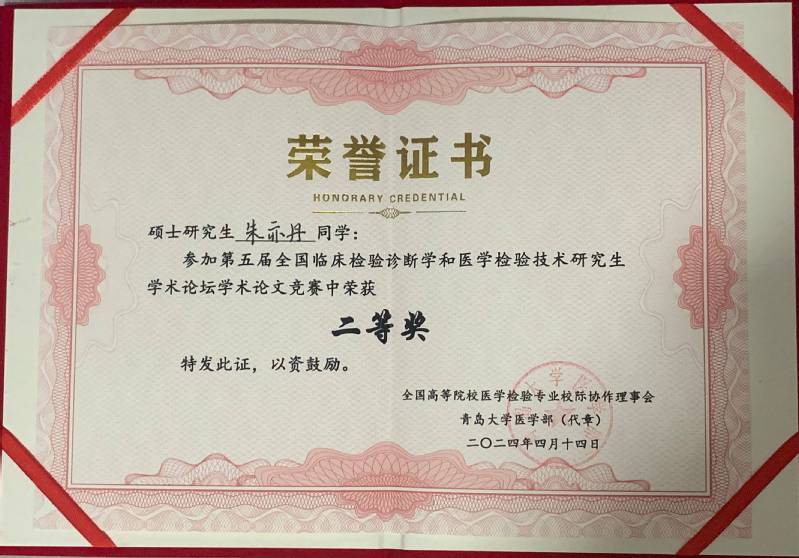 荣誉证书
HONORARY CREDENTIAL
硕士研究生 朱亦丹 同学：
参加第五届全国临床检验诊断学和医学检验技术研究生
学术论坛学术论文竞赛中荣获
二等奖
特发此证，以资鼓励。
全国高等院校医学检验专业校际协作理事会
青岛大学医学部（代章）
二〇二四年四月十四日